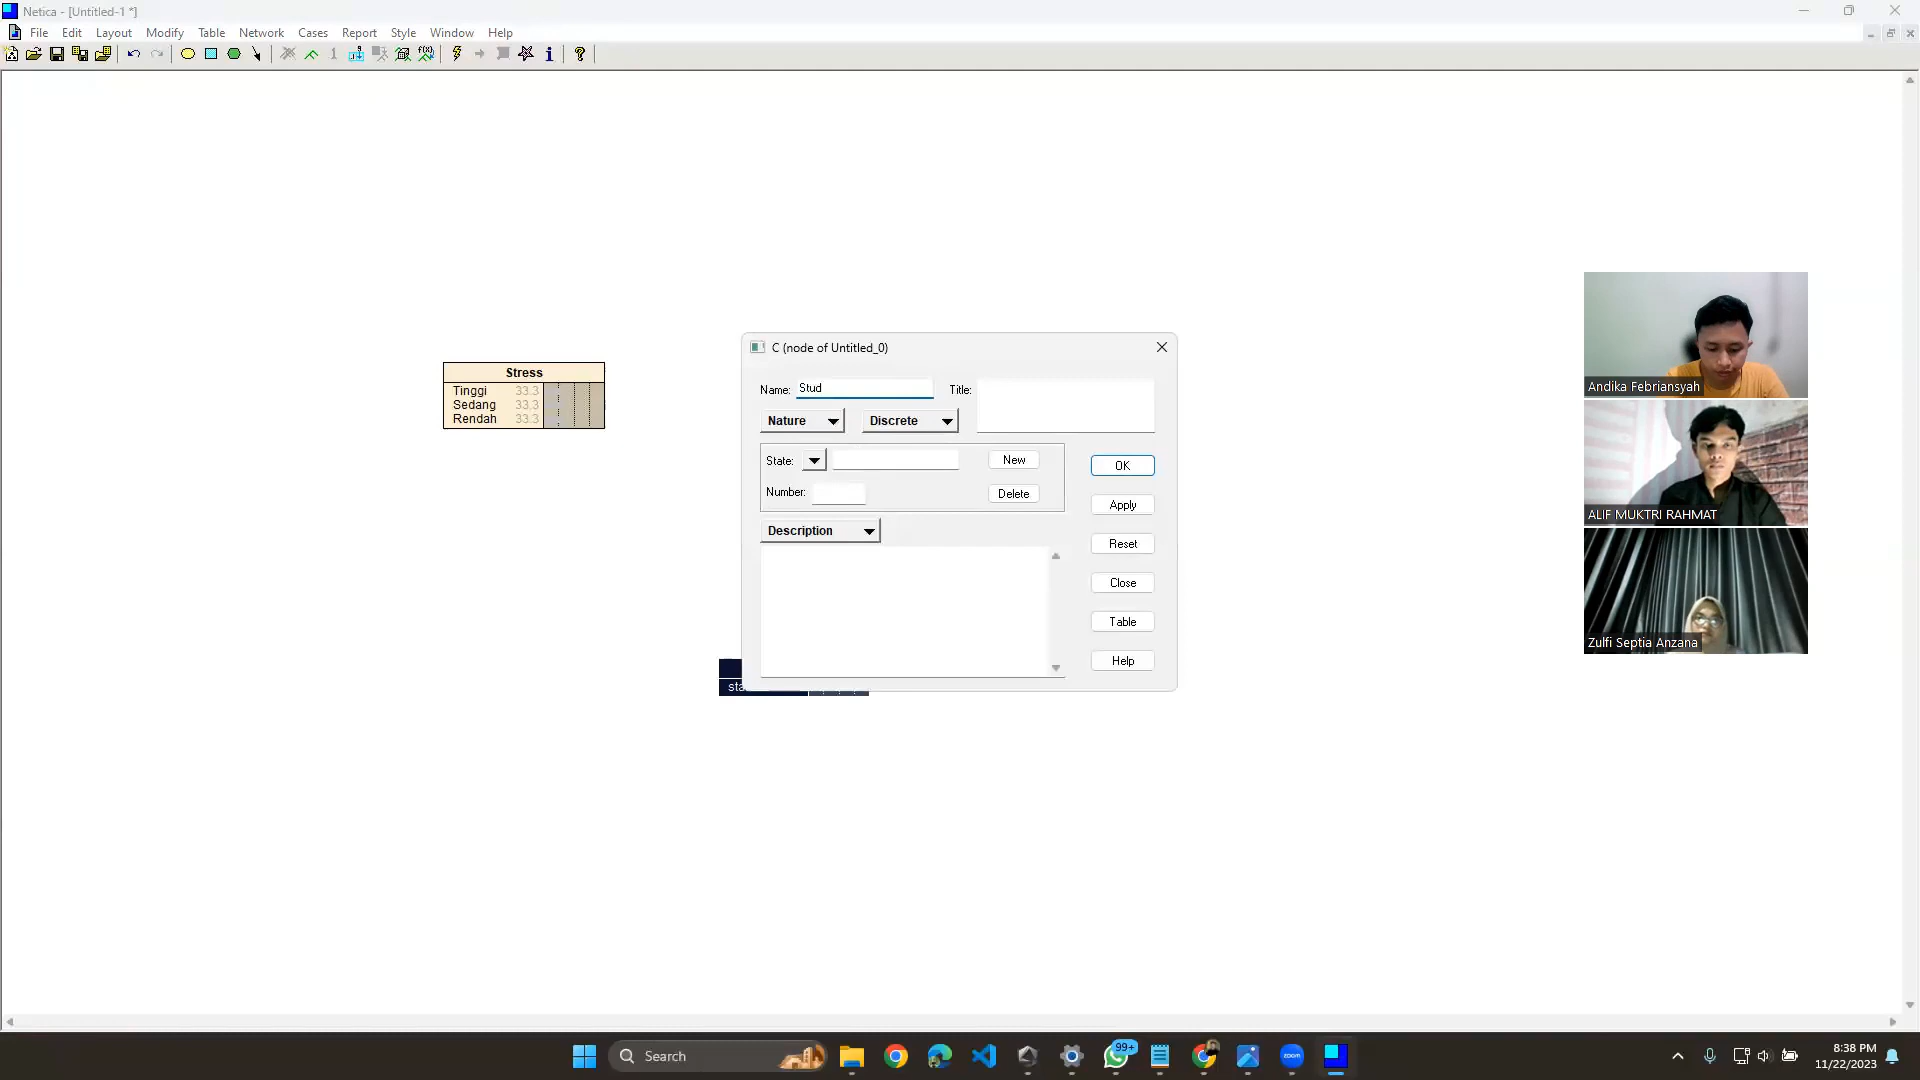 Netica - [Untitled-1 *]
File Edit Layout Modify Table Network Cases Report Style Window Help
Stress
Tinggi 33.3
Sedang 33.3
Rendah 33.3
C (node of Untitled_0)
Name: Stud Title:
Nature Discrete
State: New
Number: Delete
Description
OK
Apply
Reset
Close
Table
Help
sta
Andika Febriansyah
ALIF MUKTRI RAHMAT
Zulfi Septia Anzana
Search
99+
zoom
8:38 PM
11/22/2023